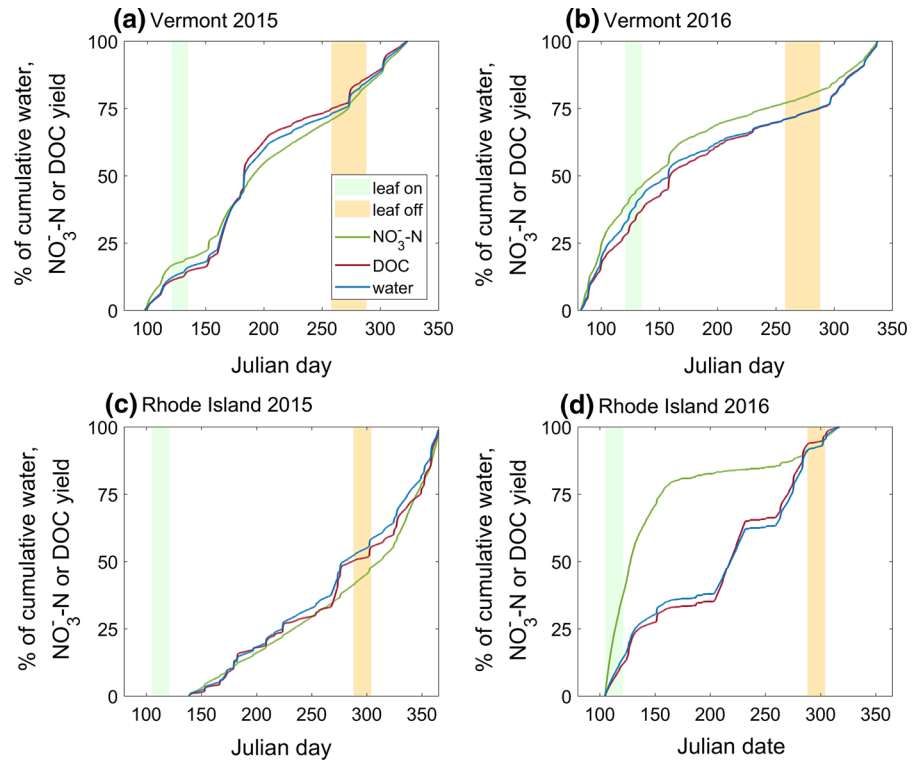 (a) Vermont 2015
% of cumulative water,
NO3⁻-N or DOC yield
100
75
50
25
0
100 150 200 250 300 350
Julian day
leaf on
leaf off
NO3⁻-N
DOC
water
(b) Vermont 2016
% of cumulative water,
NO3⁻-N or DOC yield
100
75
50
25
0
100 150 200 250 300 350
Julian day
(c) Rhode Island 2015
% of cumulative water,
NO3⁻-N or DOC yield
100
75
50
25
0
100 150 200 250 300 350
Julian day
(d) Rhode Island 2016
% of cumulative water,
NO3⁻-N or DOC yield
100
75
50
25
0
100 150 200 250 300 350
Julian date